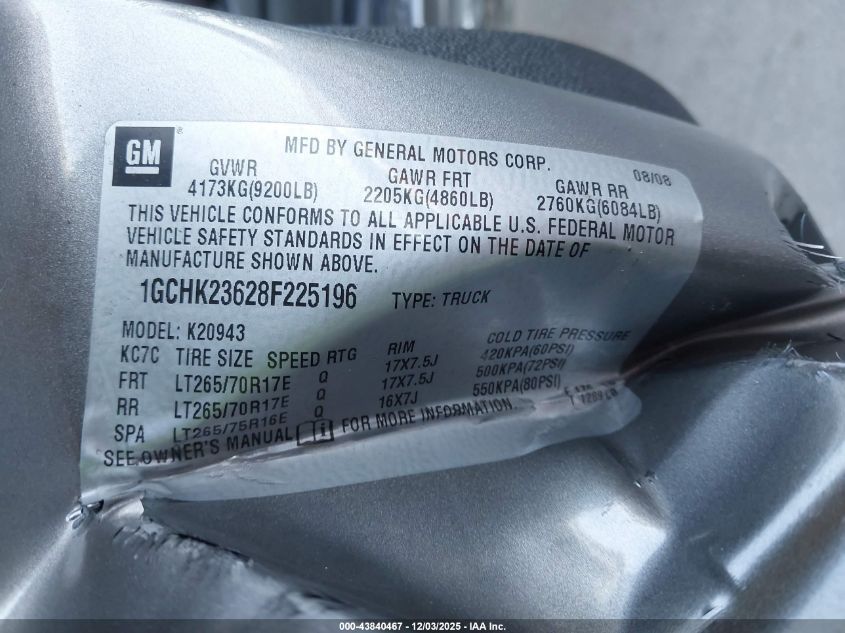 GM
MFD BY GENERAL MOTORS CORP.
08/08
GVWR GAWR FRT GAWR RR
4173KG(9200LB) 2205KG(4860LB) 2760KG(6084LB)
THIS VEHICLE CONFORMS TO ALL APPLICABLE U.S. FEDERAL MOTOR
VEHICLE SAFETY STANDARDS IN EFFECT ON THE DATE OF
MANUFACTURE SHOWN ABOVE.
1GCHK23628F225196 TYPE: TRUCK
MODEL: K20943
KC7C TIRE SIZE SPEED RTG RIM COLD TIRE PRESSURE
FRT LT265/70R17E Q 17X7.5J 420KPA(60PSI)
RR LT265/70R17E Q 17X7.5J 500KPA(72PSI)
SPA LT265/75R16E Q 16X7J 550KPA(80PSI)
SEE OWNER'S MANUAL FOR MORE INFORMATION.
000-43840467 - 12/03/2025 - IAA Inc.